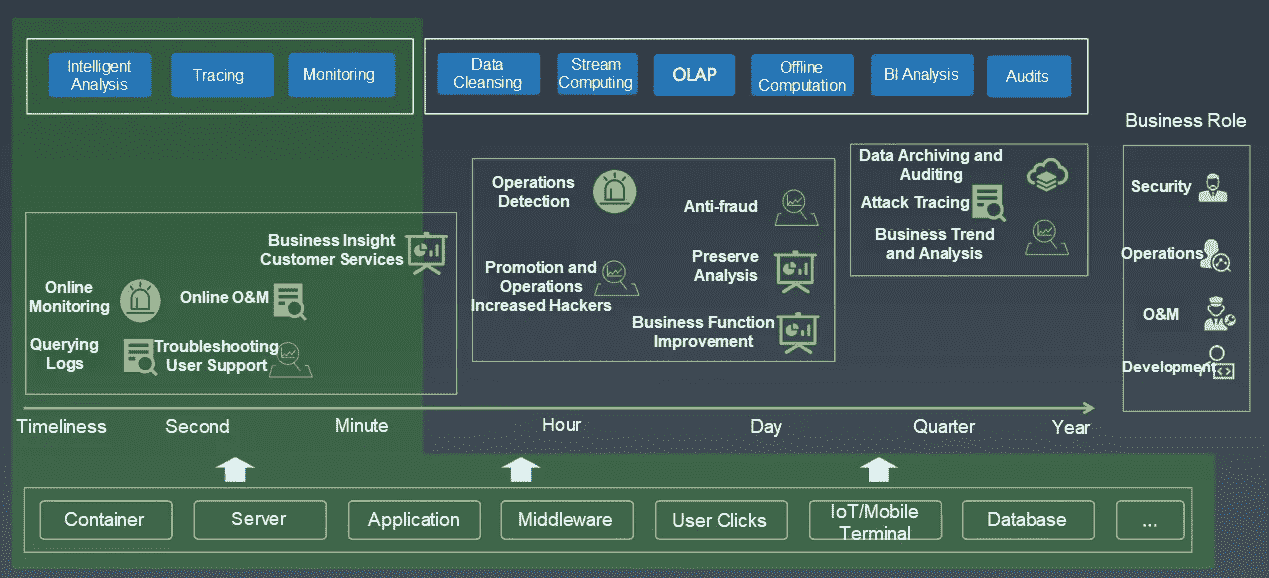 Intelligent
Analysis
Tracing
Monitoring
Data
Cleansing
Stream
Computing
OLAP
Offline
Computation
BI Analysis
Audits
Business Role
Security
Operations
O&M
Development
Business Insight
Customer Services
Online
Monitoring
Online O&M
Querying
Logs
Troubleshooting
User Support
Operations
Detection
Anti-fraud
Promotion and
Operations
Increased Hackers
Preserve
Analysis
Business Function
Improvement
Data Archiving and
Auditing
Attack Tracing
Business Trend
and Analysis
Timeliness
Second
Minute
Hour
Day
Quarter
Year
Container
Server
Application
Middleware
User Clicks
IoT/Mobile
Terminal
Database
...